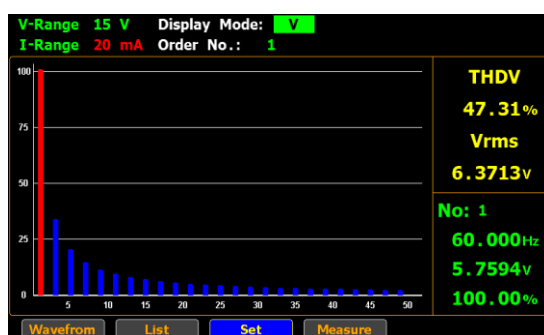 V-Range 15 V Display Mode: V
I-Range 20 mA Order No.: 1
100
75
50
25
0
5 10 15 20 25 30 35 40 45 50
THDV
47.31%
Vrms
6.3713V
No: 1
60.000Hz
5.7594V
100.00%
Wavefrom List Set Measure